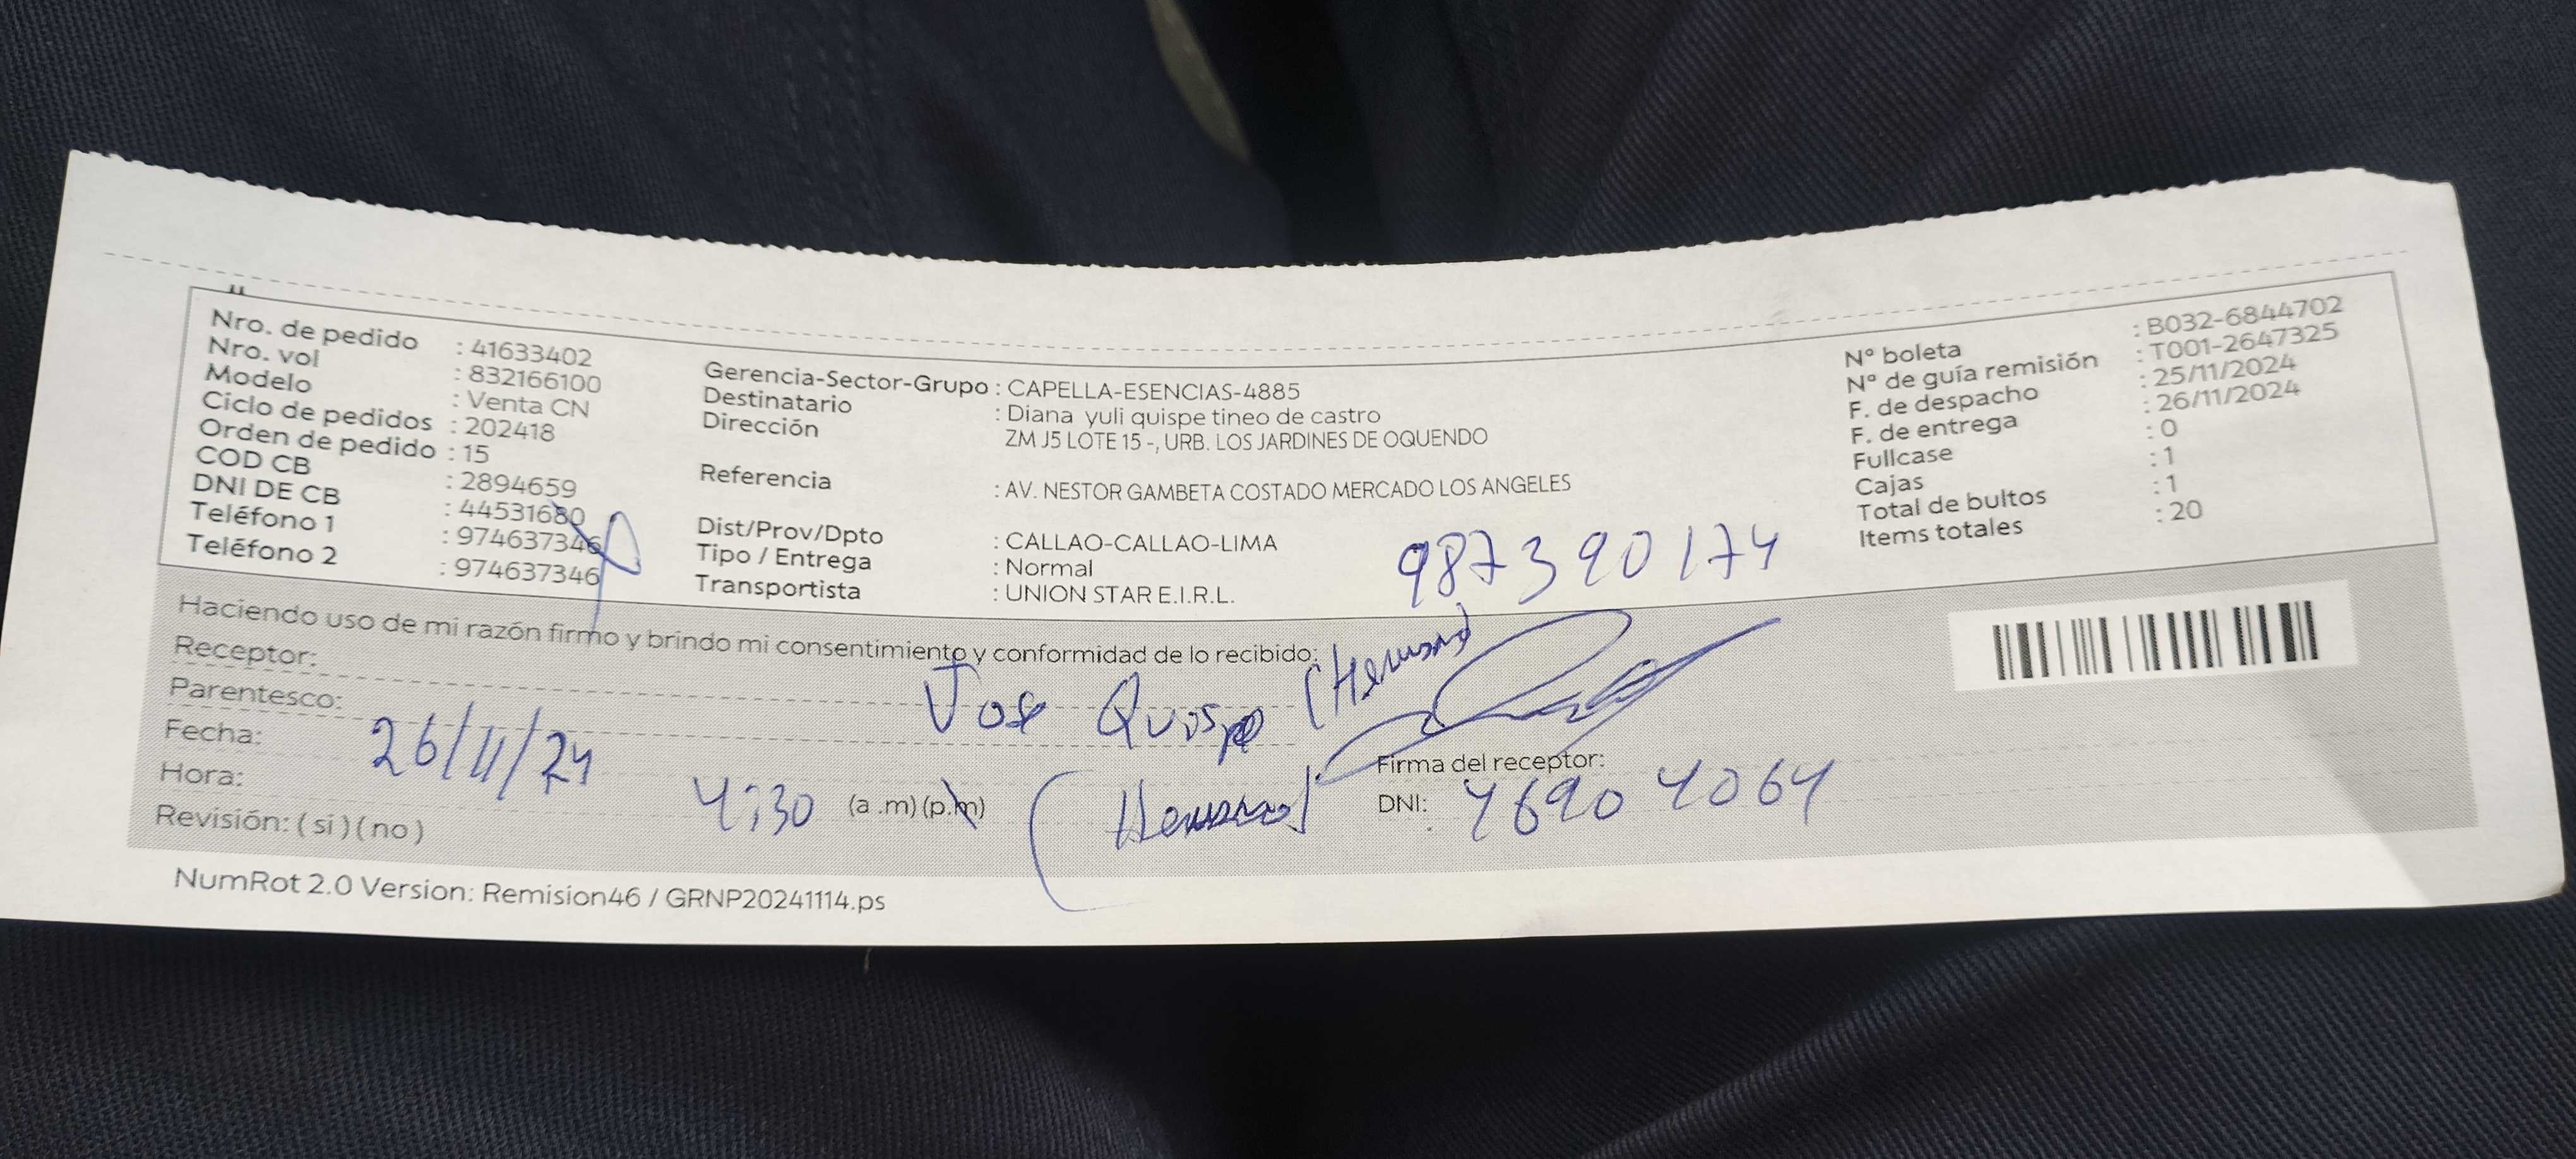 Nro. de pedido : 41633402
Nro. vol : 832166100
Modelo : Venta CN
Ciclo de pedidos : 202418
Orden de pedido : 15
COD CB : 2894659
DNI DE CB : 44531680
Teléfono 1 : 974637346
Teléfono 2 : 974637346
Gerencia-Sector-Grupo : CAPELLA-ESENCIAS-4885
Destinatario : Diana yuli quispe tineo de castro
Dirección ZM J5 LOTE 15 -, URB. LOS JARDINES DE OQUENDO
Referencia : AV. NESTOR GAMBETA COSTADO MERCADO LOS ANGELES
Dist/Prov/Dpto : CALLAO-CALLAO-LIMA
Tipo / Entrega : Normal
Transportista : UNION STAR E.I.R.L.
987390174
N° boleta : B032-6844702
N° de guía remisión : T001-2647325
F. de despacho : 25/11/2024
F. de entrega : 26/11/2024
Fullcase : 0
Cajas : 1
Total de bultos : 1
Items totales : 20
Haciendo uso de mi razón firmo y brindo mi consentimiento y conformidad de lo recibido:
Receptor: Jose Quispe (Hermano)
Parentesco:
Fecha: 26/11/24
Hora: 4:30 (a .m) (p.m) (Hermano)
Revisión: ( si ) ( no )
Firma del receptor:
DNI: 46904064
NumRot 2.0 Version: Remision46 / GRNP20241114.ps